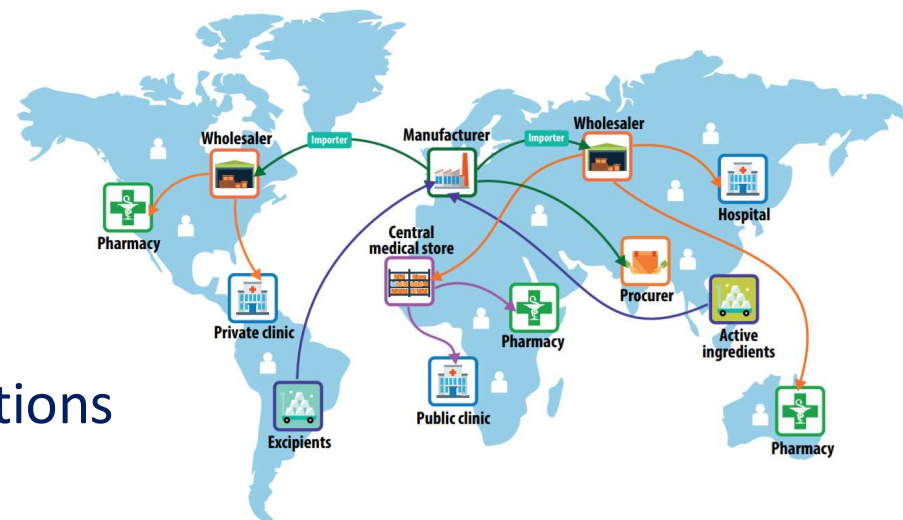 Wholesaler
Importer
Manufacturer
Importer
Wholesaler
Pharmacy
Hospital
Central
medical store
Procurer
Private clinic
Pharmacy
Active
ingredients
tions
Public clinic
Excipients
Pharmacy